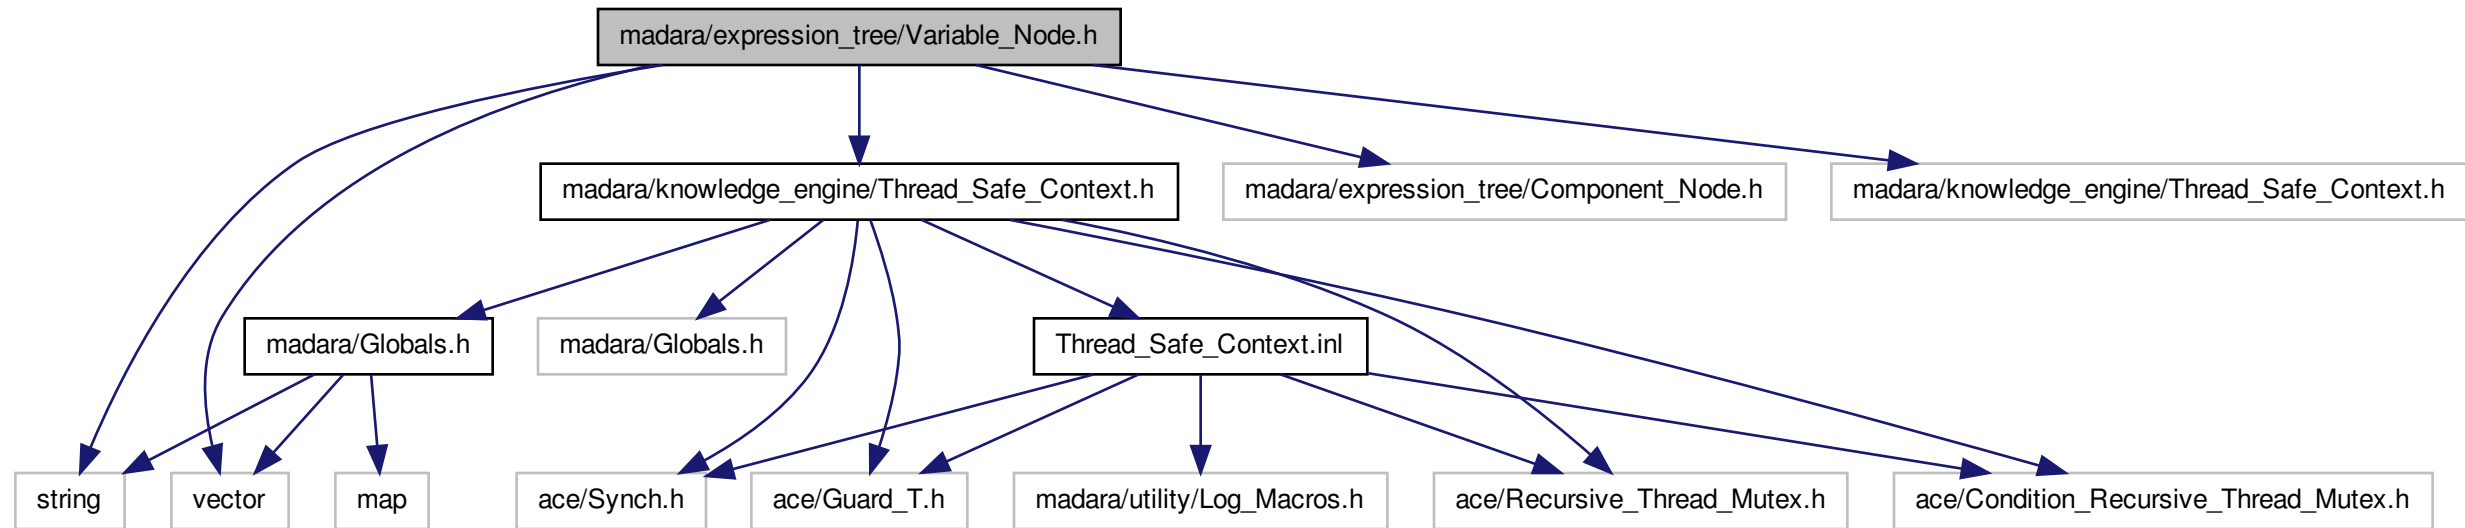 madara/expression_tree/Variable_Node.h
madara/knowledge_engine/Thread_Safe_Context.h
madara/expression_tree/Component_Node.h
madara/knowledge_engine/Thread_Safe_Context.h
madara/Globals.h
madara/Globals.h
Thread_Safe_Context.inl
string
vector
map
ace/Synch.h
ace/Guard_T.h
madara/utility/Log_Macros.h
ace/Recursive_Thread_Mutex.h
ace/Condition_Recursive_Thread_Mutex.h